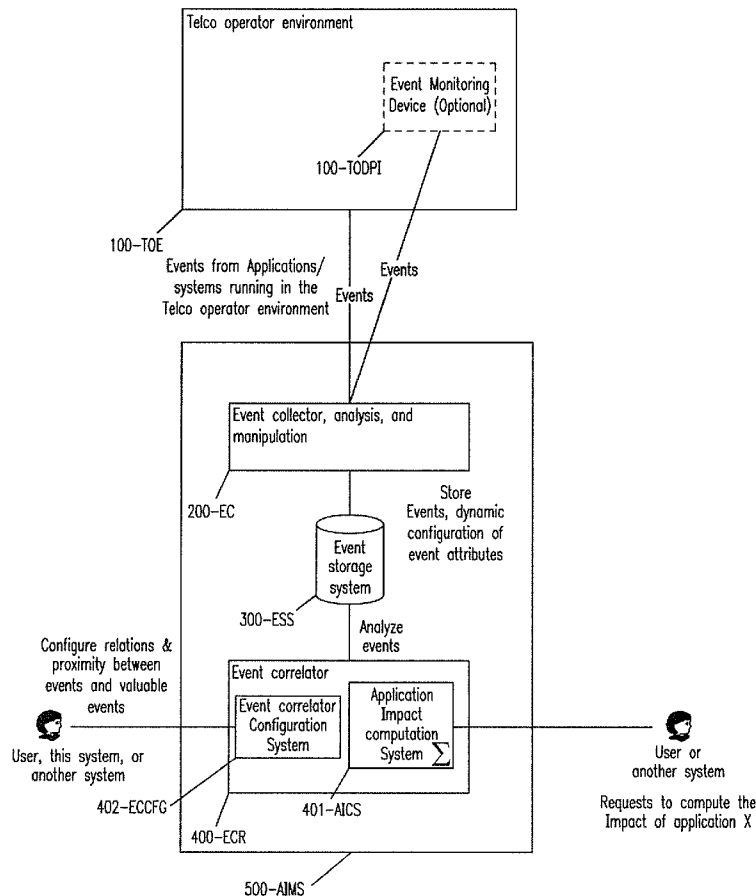 Telco operator environment
Event Monitoring
Device (Optional)
100-TODPI
100-TOE
Events from Applications/
systems running in the
Telco operator environment
Events
Events
Event collector, analysis, and
manipulation
200-EC
Store
Events, dynamic
configuration of
event attributes
Event
storage
system
300-ESS
Analyze
events
Configure relations &
proximity between
events and valuable
events
User, this system, or
another system
Event correlator
Event correlator
Configuration
System
Application
Impact
computation
System Σ
402-ECCFG
401-AICS
400-ECR
User or
another system
Requests to compute the
Impact of application X
500-AIMS